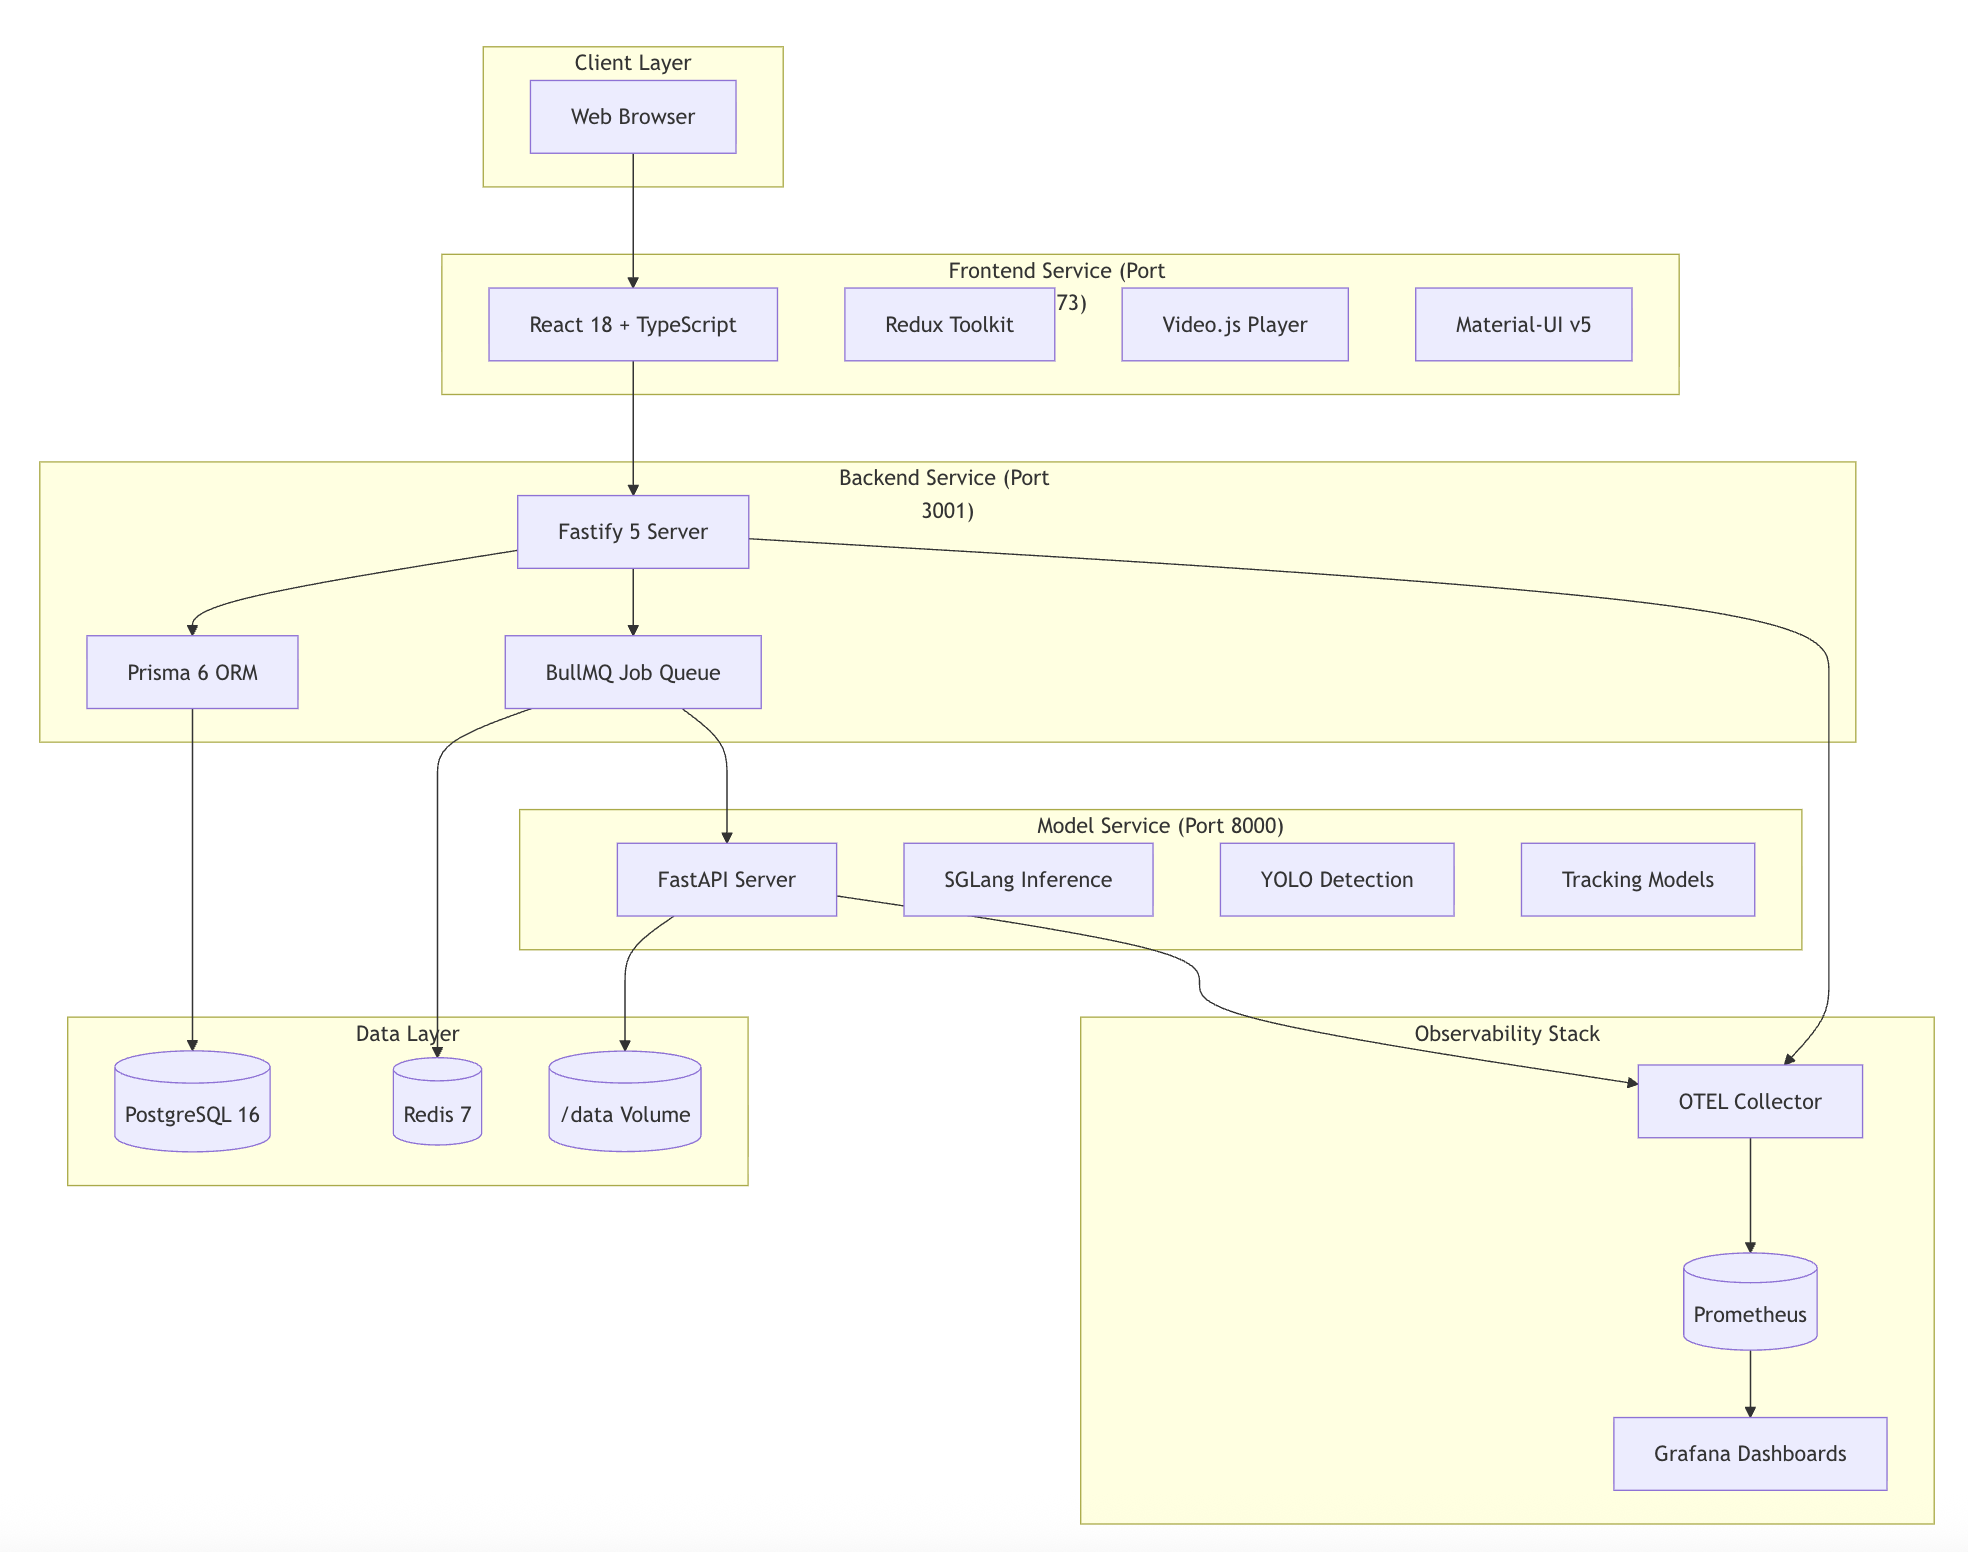 Client Layer
Web Browser
Frontend Service (Port
73)
React 18 + TypeScript
Redux Toolkit
Video.js Player
Material-UI v5
Backend Service (Port
3001)
Fastify 5 Server
Prisma 6 ORM
BullMQ Job Queue
Model Service (Port 8000)
FastAPI Server
SGLang Inference
YOLO Detection
Tracking Models
Data Layer
PostgreSQL 16
Redis 7
/data Volume
Observability Stack
OTEL Collector
Prometheus
Grafana Dashboards